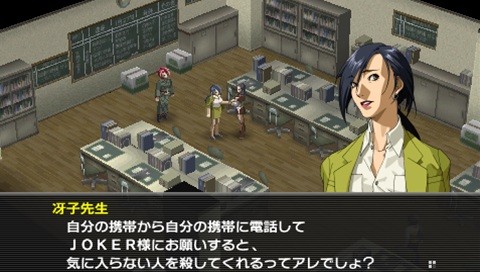 冴子先生
自分の携帯から自分の携帯に電話して
ＪＯＫＥＲ様にお願いすると、
気に入らない人を殺してくれるってアレでしょ？